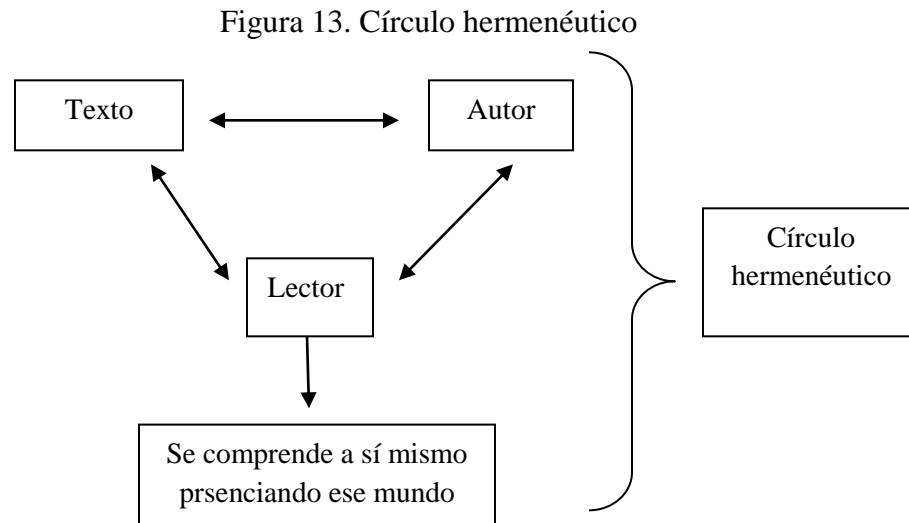 Figura 13. Círculo hermenéutico
Texto
Autor
Lector
Círculo
hermenéutico
Se comprende a sí mismo
prsenciando ese mundo